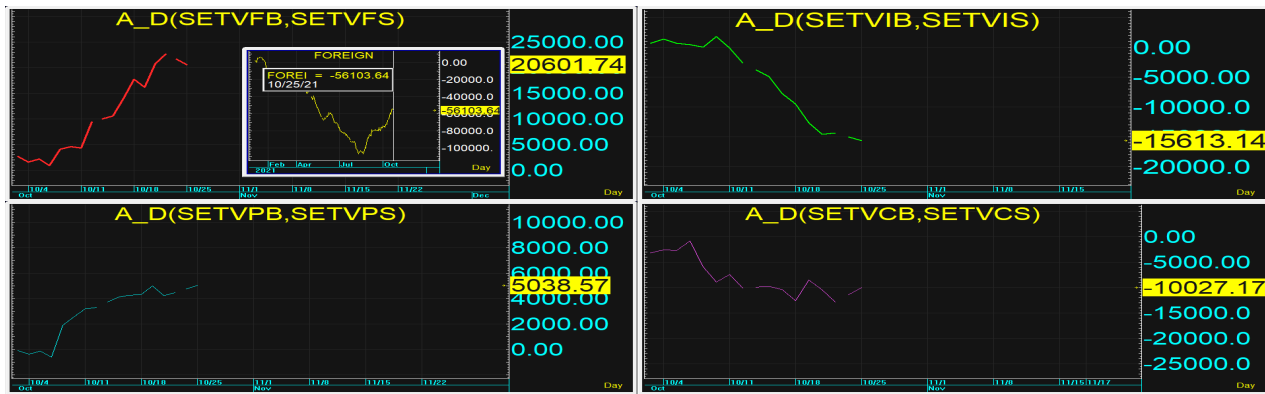 A_D(SETVFB,SETVFS)
25000.00
20601.74
15000.00
10000.00
5000.00
0.00
FOREIGN
FOREI = -56103.64
10/25/21
0.00
-20000.0
-40000.0
-56103.64
-80000.0
-100000.
Feb Apr Jul Oct
2021
Day
10/4 10/11 10/18 10/25 11/1 11/8 11/15 11/22
Oct Nov Dec
Day
A_D(SETVIB,SETVIS)
0.00
-5000.00
-10000.0
-15613.14
-20000.0
10/4 10/11 10/18 10/25 11/1 11/8 11/15
Oct Nov
Day
A_D(SETVPB,SETVPS)
10000.00
8000.00
6000.00
5038.57
4000.00
2000.00
0.00
10/4 10/11 10/18 10/25 11/1 11/8 11/15 11/22
Oct Nov
Day
A_D(SETVCB,SETVCS)
0.00
-5000.00
-10027.17
-15000.0
-20000.0
-25000.0
10/4 10/11 10/18 10/25 11/1 11/8 11/15 11/17
Oct Nov
Day